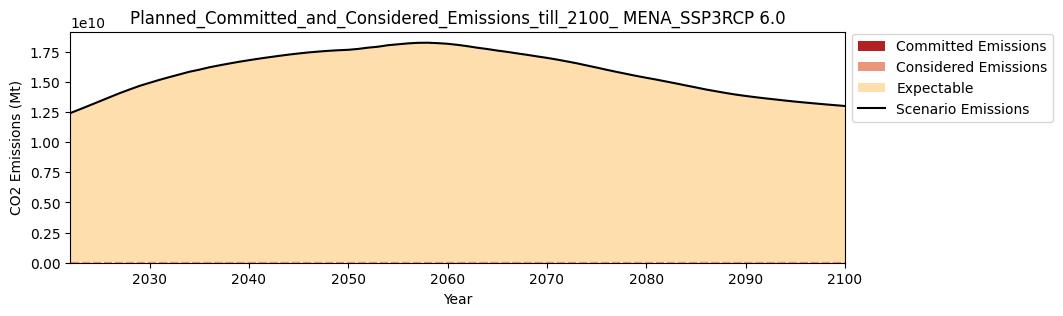 Planned_Committed_and_Considered_Emissions_till_2100_ MENA_SSP3RCP 6.0
1e10
CO2 Emissions (Mt)
1.75
1.50
1.25
1.00
0.75
0.50
0.25
0.00
2030 2040 2050 2060 2070 2080 2090 2100
Year
Committed Emissions
Considered Emissions
Expectable
Scenario Emissions